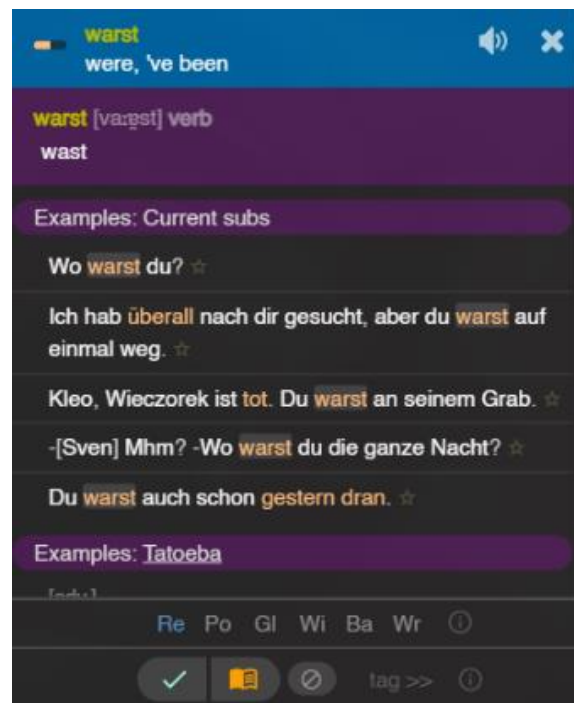 warst
were, 've been
warst [vaːɐ̯st] verb
wast
Examples: Current subs
Wo warst du? ☆
Ich hab überall nach dir gesucht, aber du warst auf
einmal weg. ☆
Kleo, Wieczorek ist tot. Du warst an seinem Grab. ☆
-[Sven] Mhm? -Wo warst du die ganze Nacht? ☆
Du warst auch schon gestern dran. ☆
Examples: Tatoeba
Re Po Gl Wi Ba Wr
tag >>